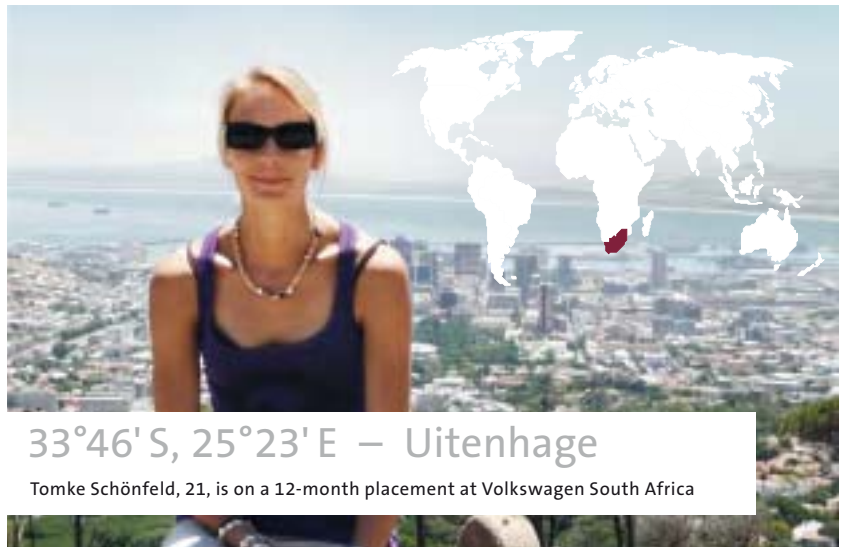 33°46' S, 25°23' E – Uitenhage
Tomke Schönfeld, 21, is on a 12-month placement at Volkswagen South Africa